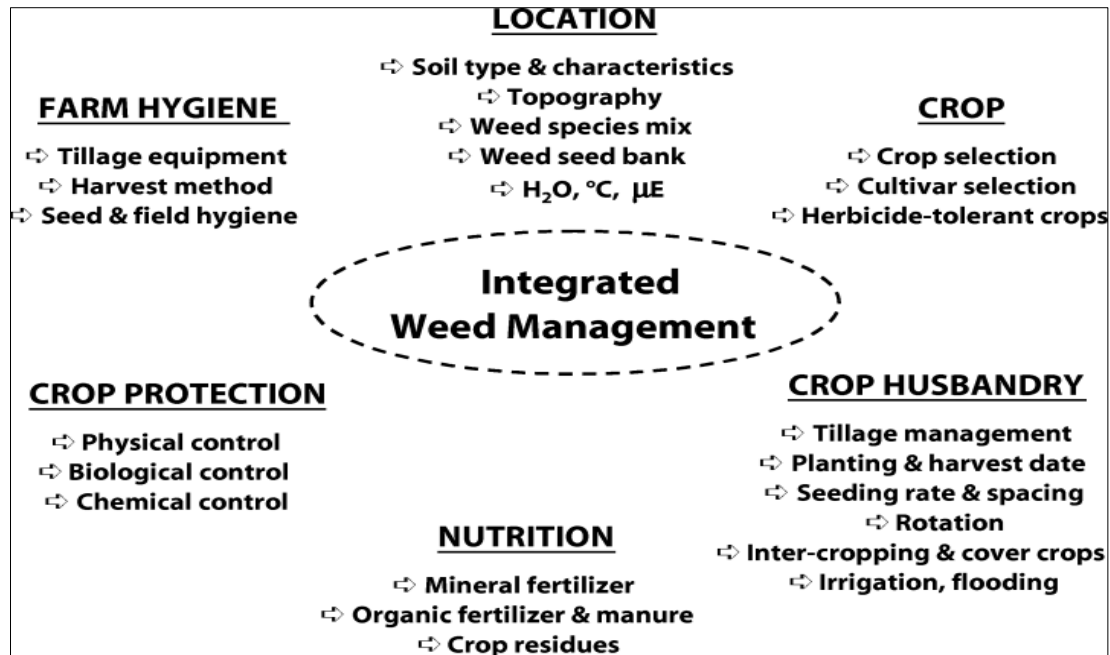 LOCATION
➩ Soil type & characteristics
➩ Topography
➩ Weed species mix
➩ Weed seed bank
➩ H₂O, °C, µE
FARM HYGIENE
➩ Tillage equipment
➩ Harvest method
➩ Seed & field hygiene
CROP
➩ Crop selection
➩ Cultivar selection
➩ Herbicide-tolerant crops
Integrated
Weed Management
CROP PROTECTION
➩ Physical control
➩ Biological control
➩ Chemical control
CROP HUSBANDRY
➩ Tillage management
➩ Planting & harvest date
➩ Seeding rate & spacing
➩ Rotation
➩ Inter-cropping & cover crops
➩ Irrigation, flooding
NUTRITION
➩ Mineral fertilizer
➩ Organic fertilizer & manure
➩ Crop residues